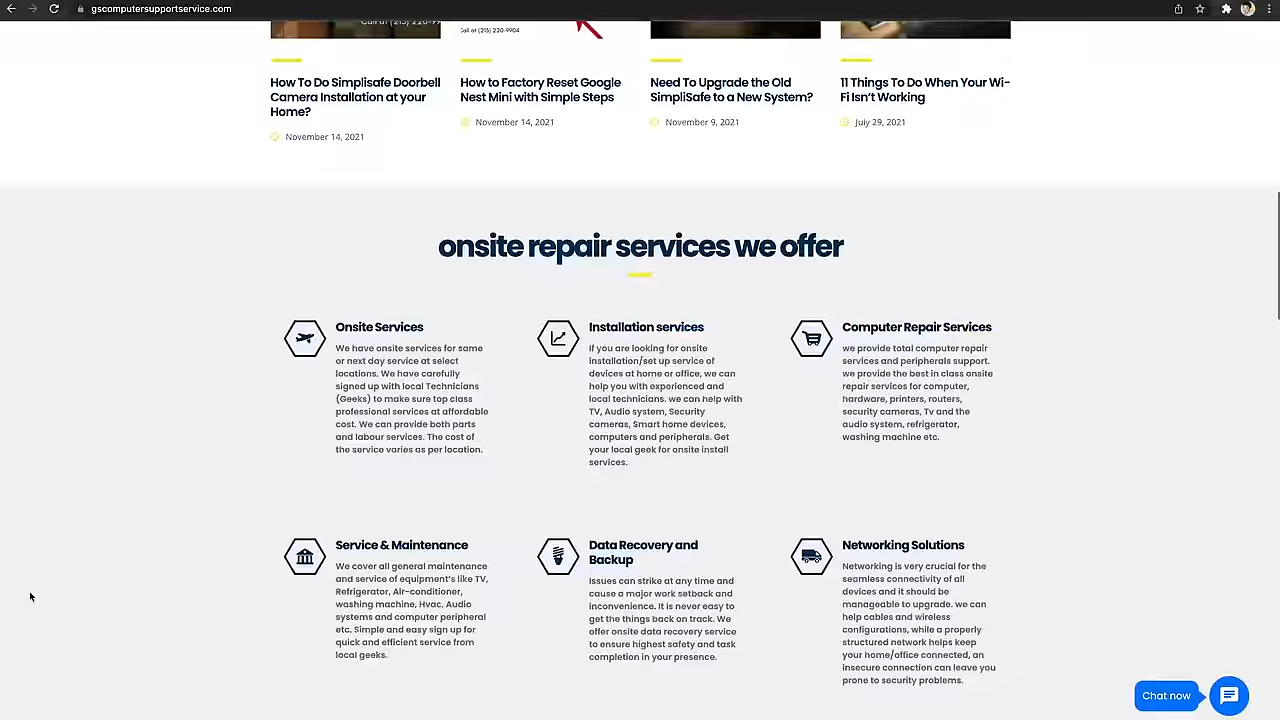 gscomputersupportservice.com
Call at (215) 220-99
Call at (215) 220-9904
How To Do Simplisafe Doorbell
Camera Installation at your
Home?
November 14, 2021
How to Factory Reset Google
Nest Mini with Simple Steps
November 14, 2021
Need To Upgrade the Old
SimpliSafe to a New System?
November 9, 2021
11 Things To Do When Your Wi-
Fi Isn't Working
July 29, 2021
onsite repair services we offer
Onsite Services
We have onsite services for same
or next day service at select
locations. We have carefully
signed up with local Technicians
(Geeks) to make sure top class
professional services at affordable
cost. We can provide both parts
and labour services. The cost of
the service varies as per location.
Installation services
If you are looking for onsite
installation/set up service of
devices at home or office, we can
help you with experienced and
local technicians. we can help with
TV, Audio system, Security
cameras, Smart home devices,
computers and peripherals. Get
your local geek for onsite install
services.
Computer Repair Services
we provide total computer repair
services and peripherals support.
we provide the best in class onsite
repair services for computer,
hardware, printers, routers,
security cameras, Tv and the
audio system, refrigerator,
washing machine etc.
Service & Maintenance
We cover all general maintenance
and service of equipment's like TV,
Refrigerator, Air-conditioner,
washing machine, Hvac, Audio
systems and computer peripheral
etc. Simple and easy sign up for
quick and efficient service from
local geeks.
Data Recovery and
Backup
Issues can strike at any time and
cause a major work setback and
inconvenience. It is never easy to
get the things back on track. We
offer onsite data recovery service
to ensure highest safety and task
completion in your presence.
Networking Solutions
Networking is very crucial for the
seamless connectivity of all
devices and it should be
manageable to upgrade. we can
help cables and wireless
configurations, while a properly
structured network helps keep
your home/office connected, an
insecure connection can leave you
prone to security problems.
Chat now